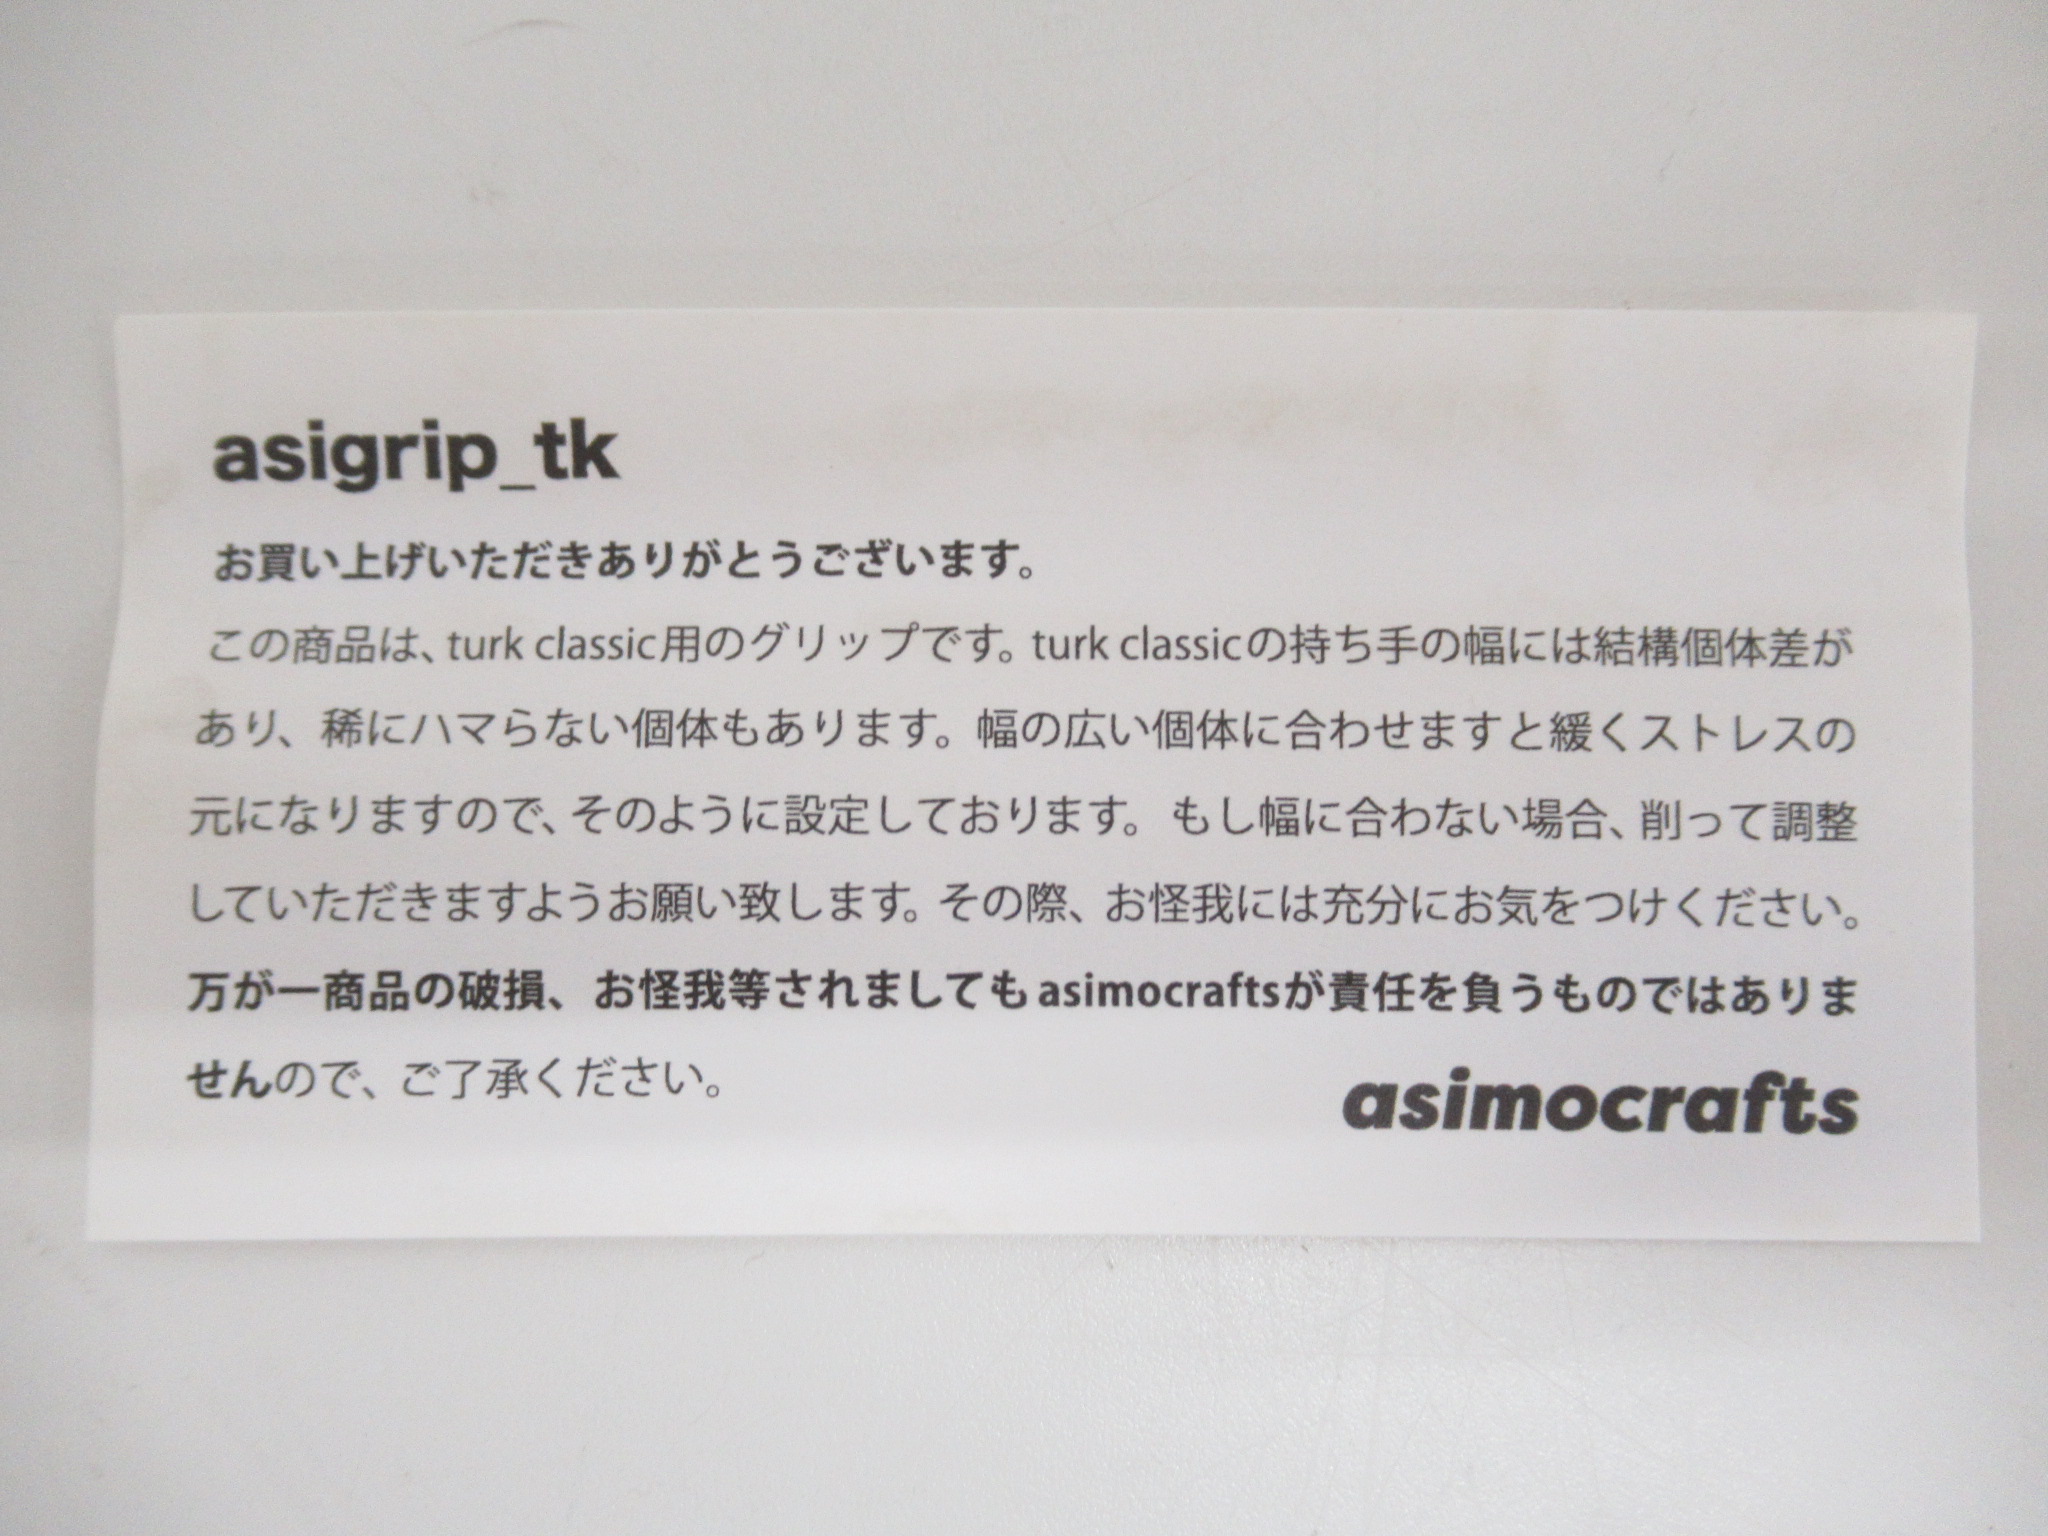 asigrip_tk
お買い上げいただきありがとうございます。
この商品は、turk classic用のグリップです。turk classicの持ち手の幅には結構個体差が
あり、稀にハマらない個体もあります。幅の広い個体に合わせますと緩くストレスの
元になりますので、そのように設定しております。もし幅に合わない場合、削って調整
していただきますようお願い致します。その際、お怪我には充分にお気をつけください。
万が一商品の破損、お怪我等されましてもasimocraftsが責任を負うものではありま
せんので、ご了承ください。
asimocrafts